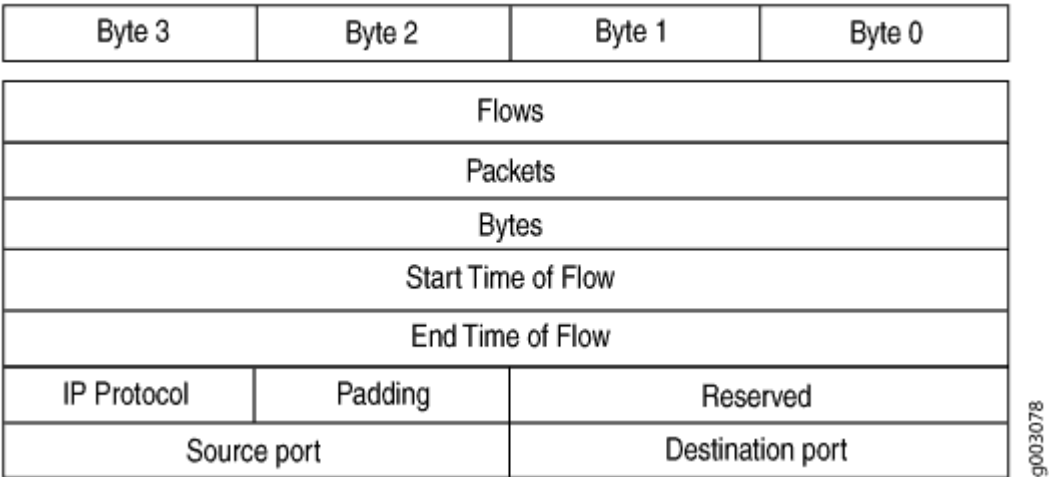 Byte 3 Byte 2 Byte 1 Byte 0
Flows
Packets
Bytes
Start Time of Flow
End Time of Flow
IP Protocol Padding Reserved
Source port Destination port
g003078